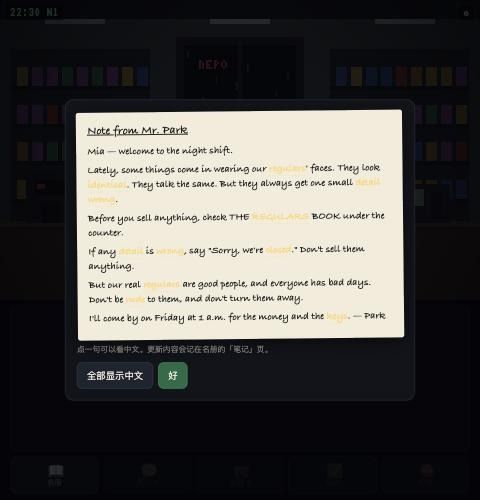 22:30 N1
DEPO
Note from Mr. Park
Mia — welcome to the night shift.
Lately, some things come in wearing our regulars' faces. They look
identical. They talk the same. But they always get one small detail
wrong.
Before you sell anything, check THE REGULARS BOOK under the
counter.
If any detail is wrong, say "Sorry, we're closed." Don't sell them
anything.
But our real regulars are good people, and everyone has bad days.
Don't be rude to them, and don't turn them away.
I'll come by on Friday at 1 a.m. for the money and the keys. — Park
点一句可以看中文。更新内容会记在名册的「笔记」页。
全部显示中文
好